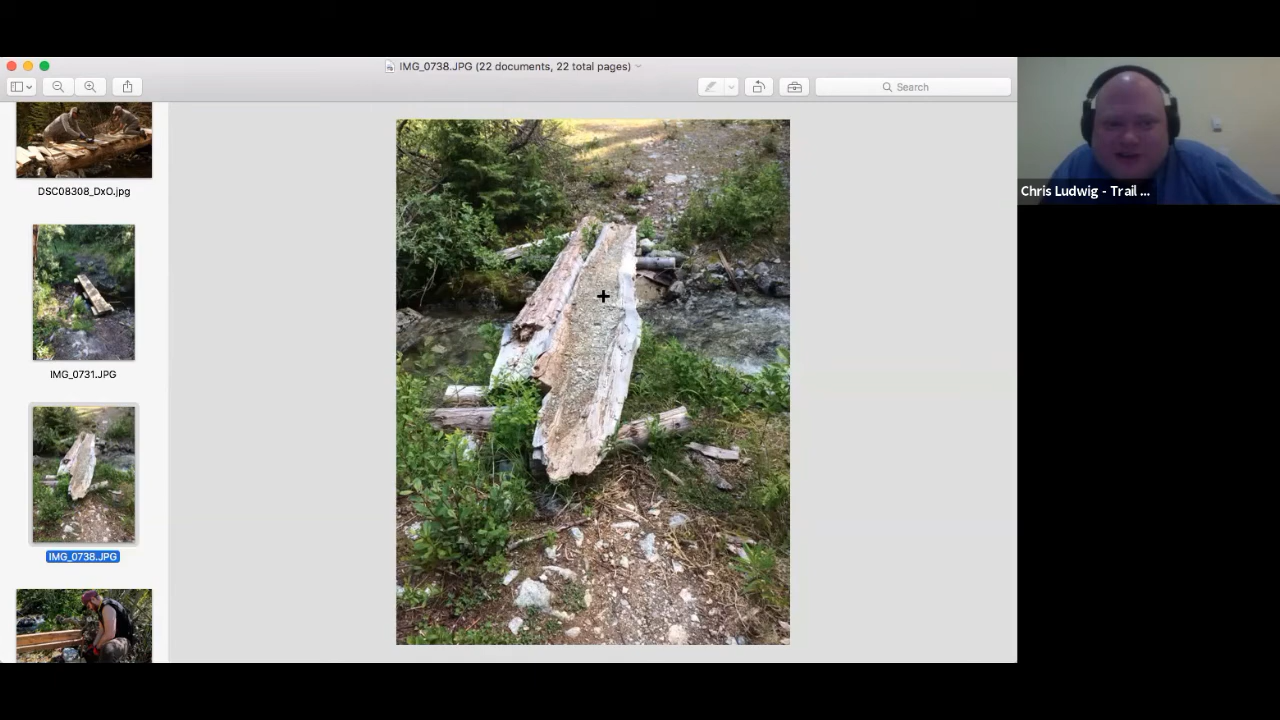 IMG_0738.JPG (22 documents, 22 total pages)
Search
DSC08308_DxO.jpg
IMG_0731.JPG
IMG_0738.JPG
Chris Ludwig - Trail ...